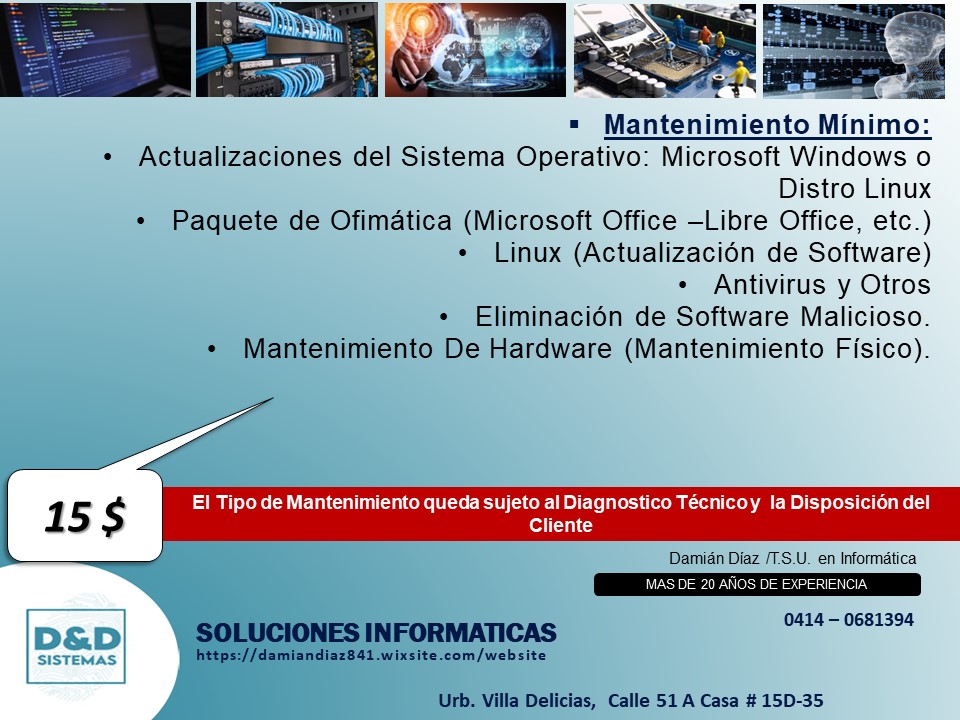 ▪ Mantenimiento Mínimo:
• Actualizaciones del Sistema Operativo: Microsoft Windows o
Distro Linux
• Paquete de Ofimática (Microsoft Office –Libre Office, etc.)
• Linux (Actualización de Software)
• Antivirus y Otros
• Eliminación de Software Malicioso.
• Mantenimiento De Hardware (Mantenimiento Físico).
15 $
El Tipo de Mantenimiento queda sujeto al Diagnostico Técnico y la Disposición del
Cliente
Damián Díaz /T.S.U. en Informática
MAS DE 20 AÑOS DE EXPERIENCIA
0414 – 0681394
D&D
SISTEMAS
SOLUCIONES INFORMATICAS
https://damiandiaz841.wixsite.com/website
Urb. Villa Delicias, Calle 51 A Casa # 15D-35